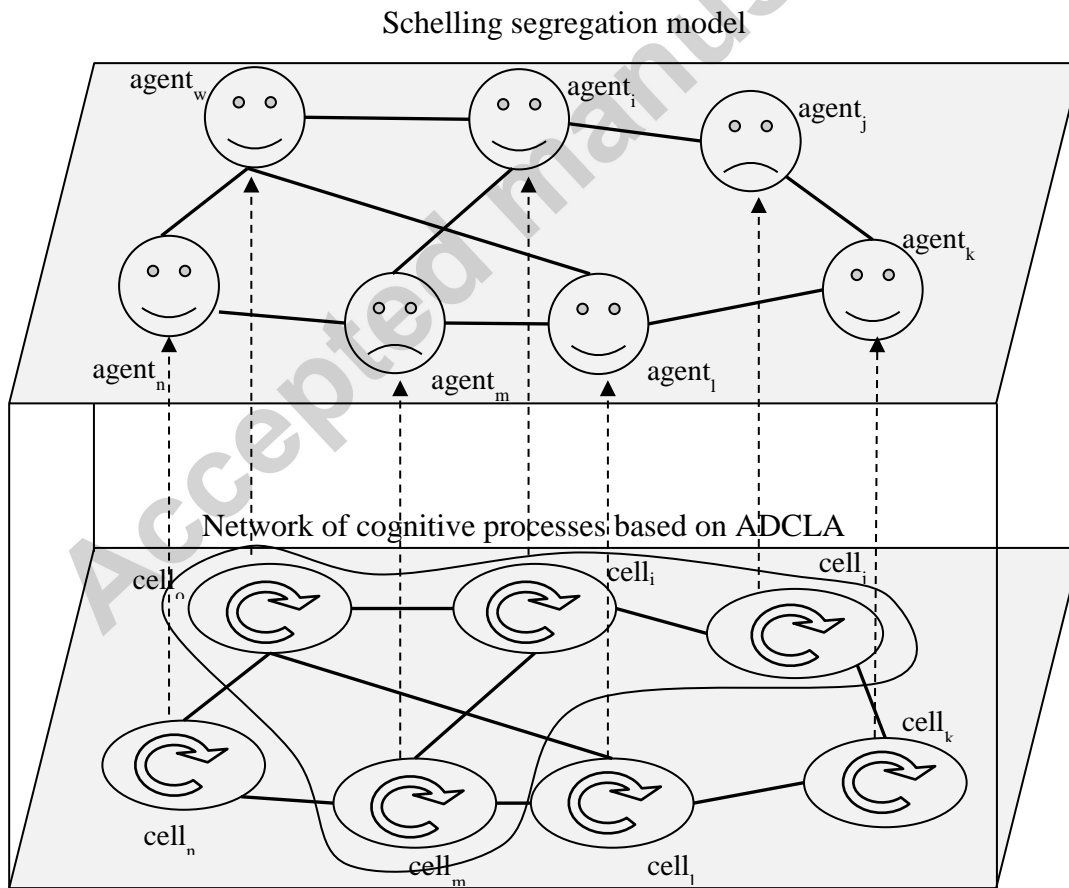 Schelling segregation model
agent_w
agent_i
agent_j
agent_k
agent_n
agent_m
agent_l
Accepted manus
Network of cognitive processes based on ADCLA
cell_o
cell_i
cell_j
cell_k
cell_n
cell_m
cell_l